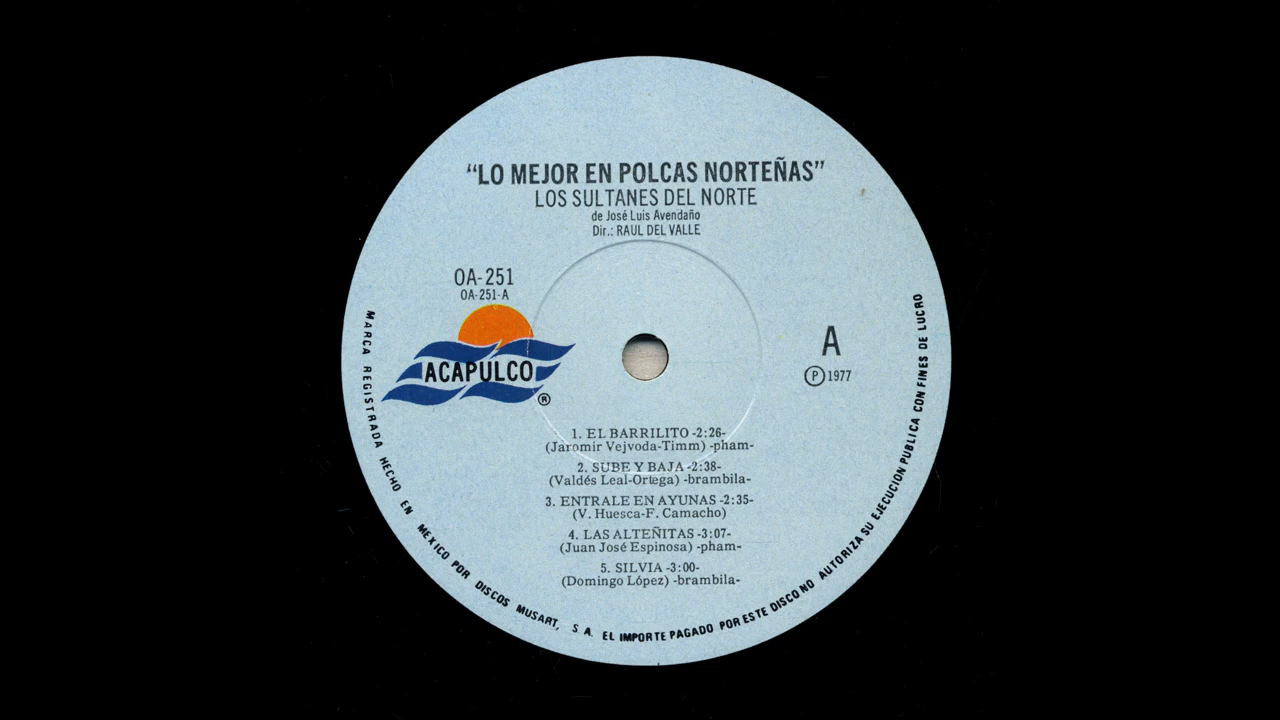 “LO MEJOR EN POLCAS NORTEÑAS”
LOS SULTANES DEL NORTE
de José Luis Avendaño
Dir.: RAUL DEL VALLE
OA-251
OA-251-A
ACAPULCO
®
A
Ⓟ 1977
1. EL BARRILITO -2:26-
(Jaromir Vejvoda-Timm) -pham-
2. SUBE Y BAJA -2:38-
(Valdés Leal-Ortega) -brambila-
3. ENTRALE EN AYUNAS -2:35-
(V. Huesca-F. Camacho)
4. LAS ALTEÑITAS -3:07-
(Juan José Espinosa) -pham-
5. SILVIA -3:00-
(Domingo López) -brambila-
MARCA REGISTRADA HECHO EN MEXICO POR DISCOS MUSART, S A. EL IMPORTE PAGADO POR ESTE DISCO NO AUTORIZA SU EJECUCION PUBLICA CON FINES DE LUCRO